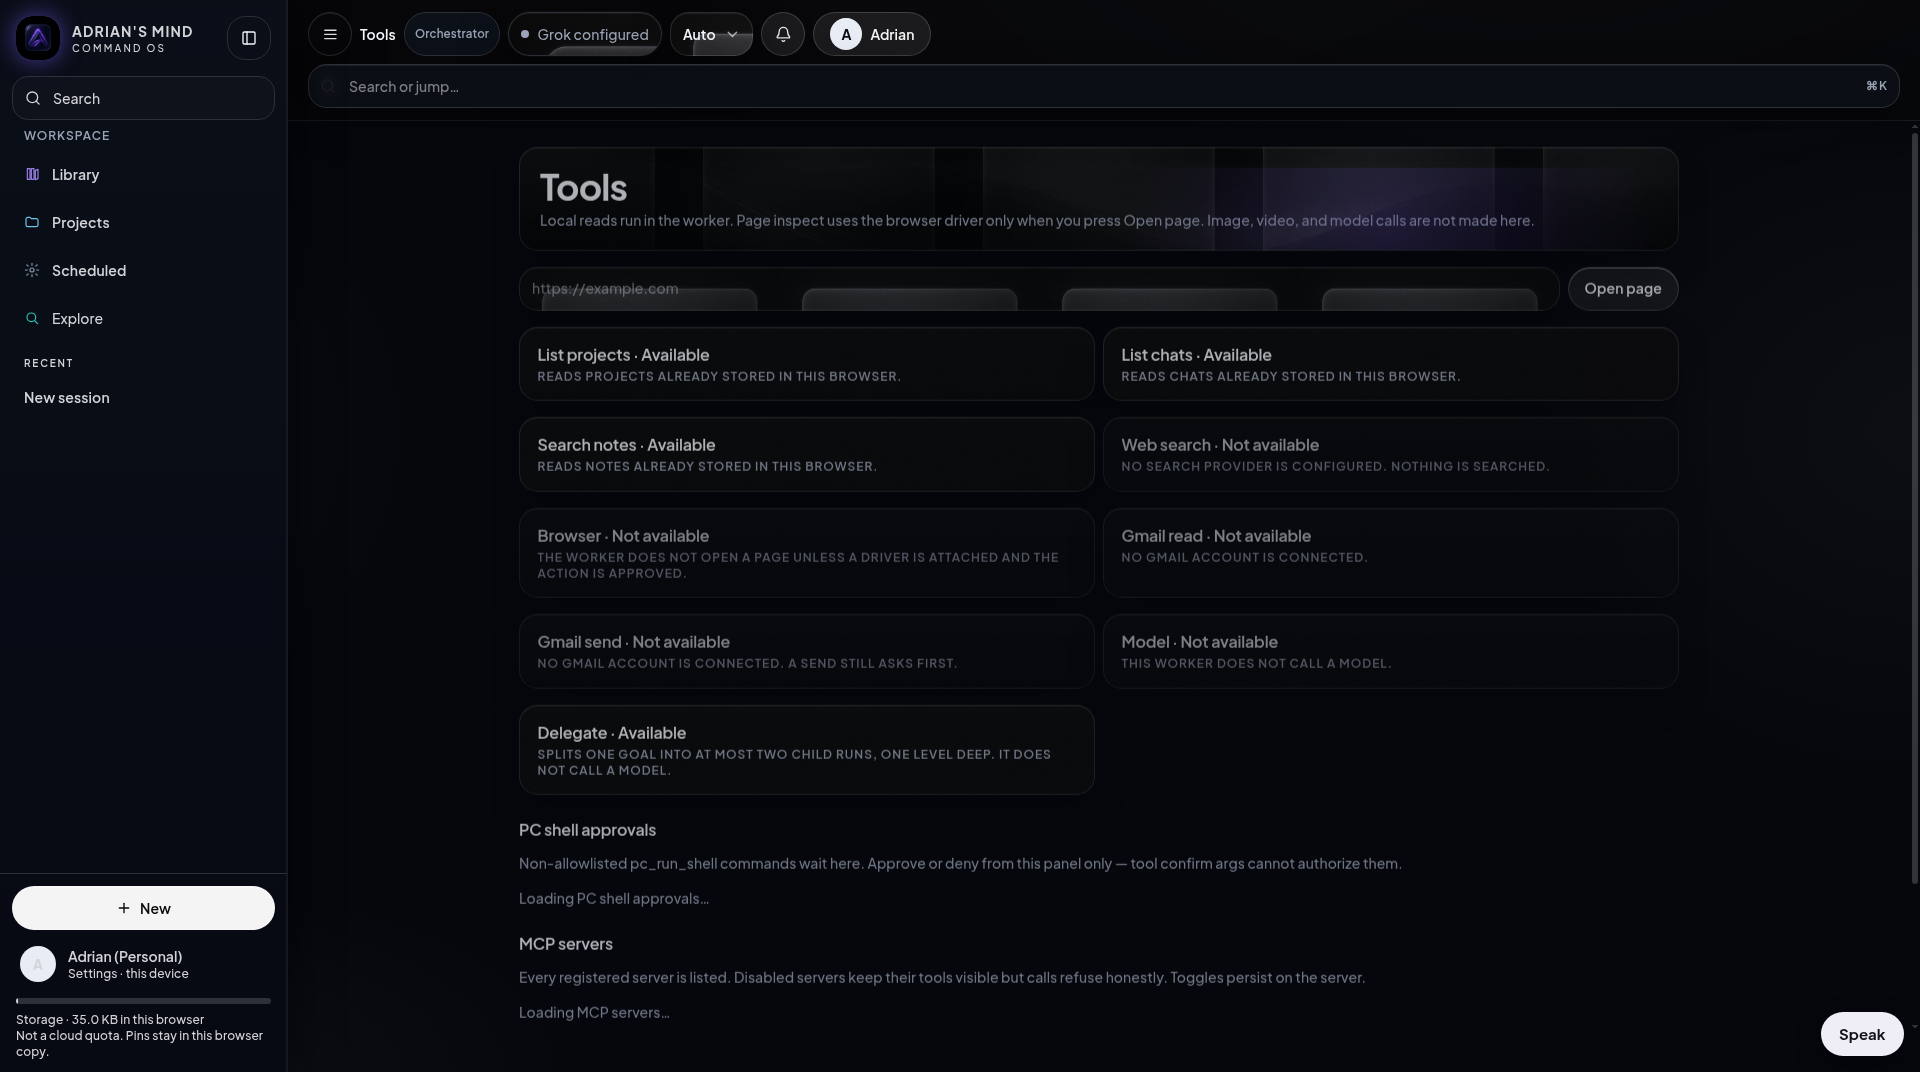 ADRIAN'S MIND
COMMAND OS
Search
WORKSPACE
Library
Projects
Scheduled
Explore
RECENT
New session
New
A
Adrian (Personal)
Settings · this device
Storage · 35.0 KB in this browser
Not a cloud quota. Pins stay in this browser
copy.
Tools
Orchestrator
Grok configured
Auto
A
Adrian
Search or jump…
⌘K
Tools
Local reads run in the worker. Page inspect uses the browser driver only when you press Open page. Image, video, and model calls are not made here.
https://example.com
Open page
List projects · Available
READS PROJECTS ALREADY STORED IN THIS BROWSER.
List chats · Available
READS CHATS ALREADY STORED IN THIS BROWSER.
Search notes · Available
READS NOTES ALREADY STORED IN THIS BROWSER.
Web search · Not available
NO SEARCH PROVIDER IS CONFIGURED. NOTHING IS SEARCHED.
Browser · Not available
THE WORKER DOES NOT OPEN A PAGE UNLESS A DRIVER IS ATTACHED AND THE
ACTION IS APPROVED.
Gmail read · Not available
NO GMAIL ACCOUNT IS CONNECTED.
Gmail send · Not available
NO GMAIL ACCOUNT IS CONNECTED. A SEND STILL ASKS FIRST.
Model · Not available
THIS WORKER DOES NOT CALL A MODEL.
Delegate · Available
SPLITS ONE GOAL INTO AT MOST TWO CHILD RUNS, ONE LEVEL DEEP. IT DOES
NOT CALL A MODEL.
PC shell approvals
Non-allowlisted pc_run_shell commands wait here. Approve or deny from this panel only — tool confirm args cannot authorize them.
Loading PC shell approvals…
MCP servers
Every registered server is listed. Disabled servers keep their tools visible but calls refuse honestly. Toggles persist on the server.
Loading MCP servers…
Speak